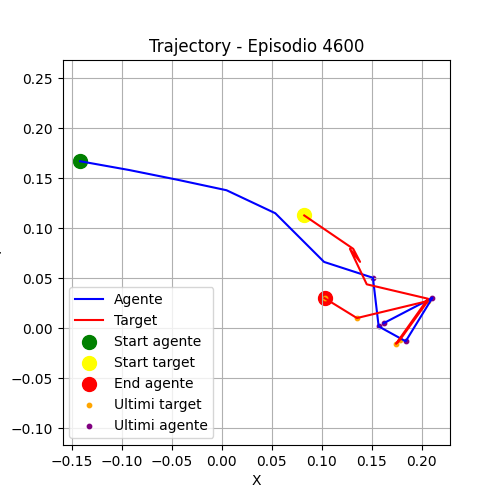 Trajectory - Episodio 4600
0.25
0.20
0.15
0.10
0.05
0.00
−0.05
−0.10
Agente
Target
Start agente
Start target
End agente
Ultimi target
Ultimi agente
−0.15 −0.10 −0.05 0.00 0.05 0.10 0.15 0.20
X